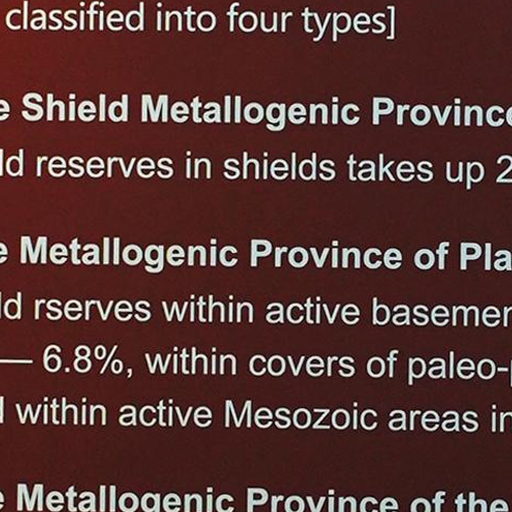 classified into four types]
e Shield Metallogenic Province
ld reserves in shields takes up 2
e Metallogenic Province of Pla
ld rserves within active basemen
— 6.8%, within covers of paleo-
l within active Mesozoic areas in
e Metallogenic Province of the